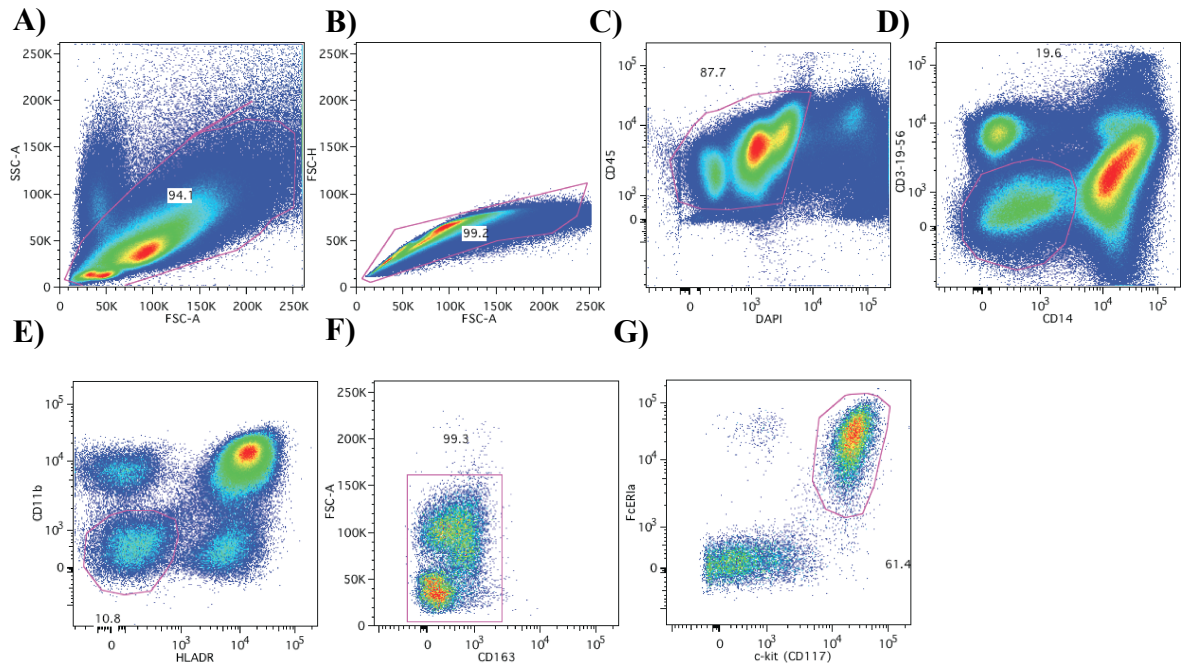 A)
B)
C)
D)
250K
200K
150K
100K
50K
0
SSC-A
94.1
0 50K 100K 150K 200K 250K
FSC-A
250K
200K
150K
100K
50K
0
FSC-H
99.2
50K 100K 150K 200K 250K
FSC-A
10^5
10^4
10^3
0
CD45
87.7
0 10^3 10^4 10^5
DAPI
10^5
10^4
10^3
0
CD3-19-56
19.6
0 10^3 10^4 10^5
CD14
E)
F)
G)
10^5
10^4
10^3
0
CD11b
10.8
0 10^3 10^4 10^5
HLADR
250K
200K
150K
100K
50K
0
FSC-A
99.3
0 10^3 10^4 10^5
CD163
10^5
10^4
10^3
0
FcERIa
61.4
0 10^3 10^4 10^5
c-kit (CD117)